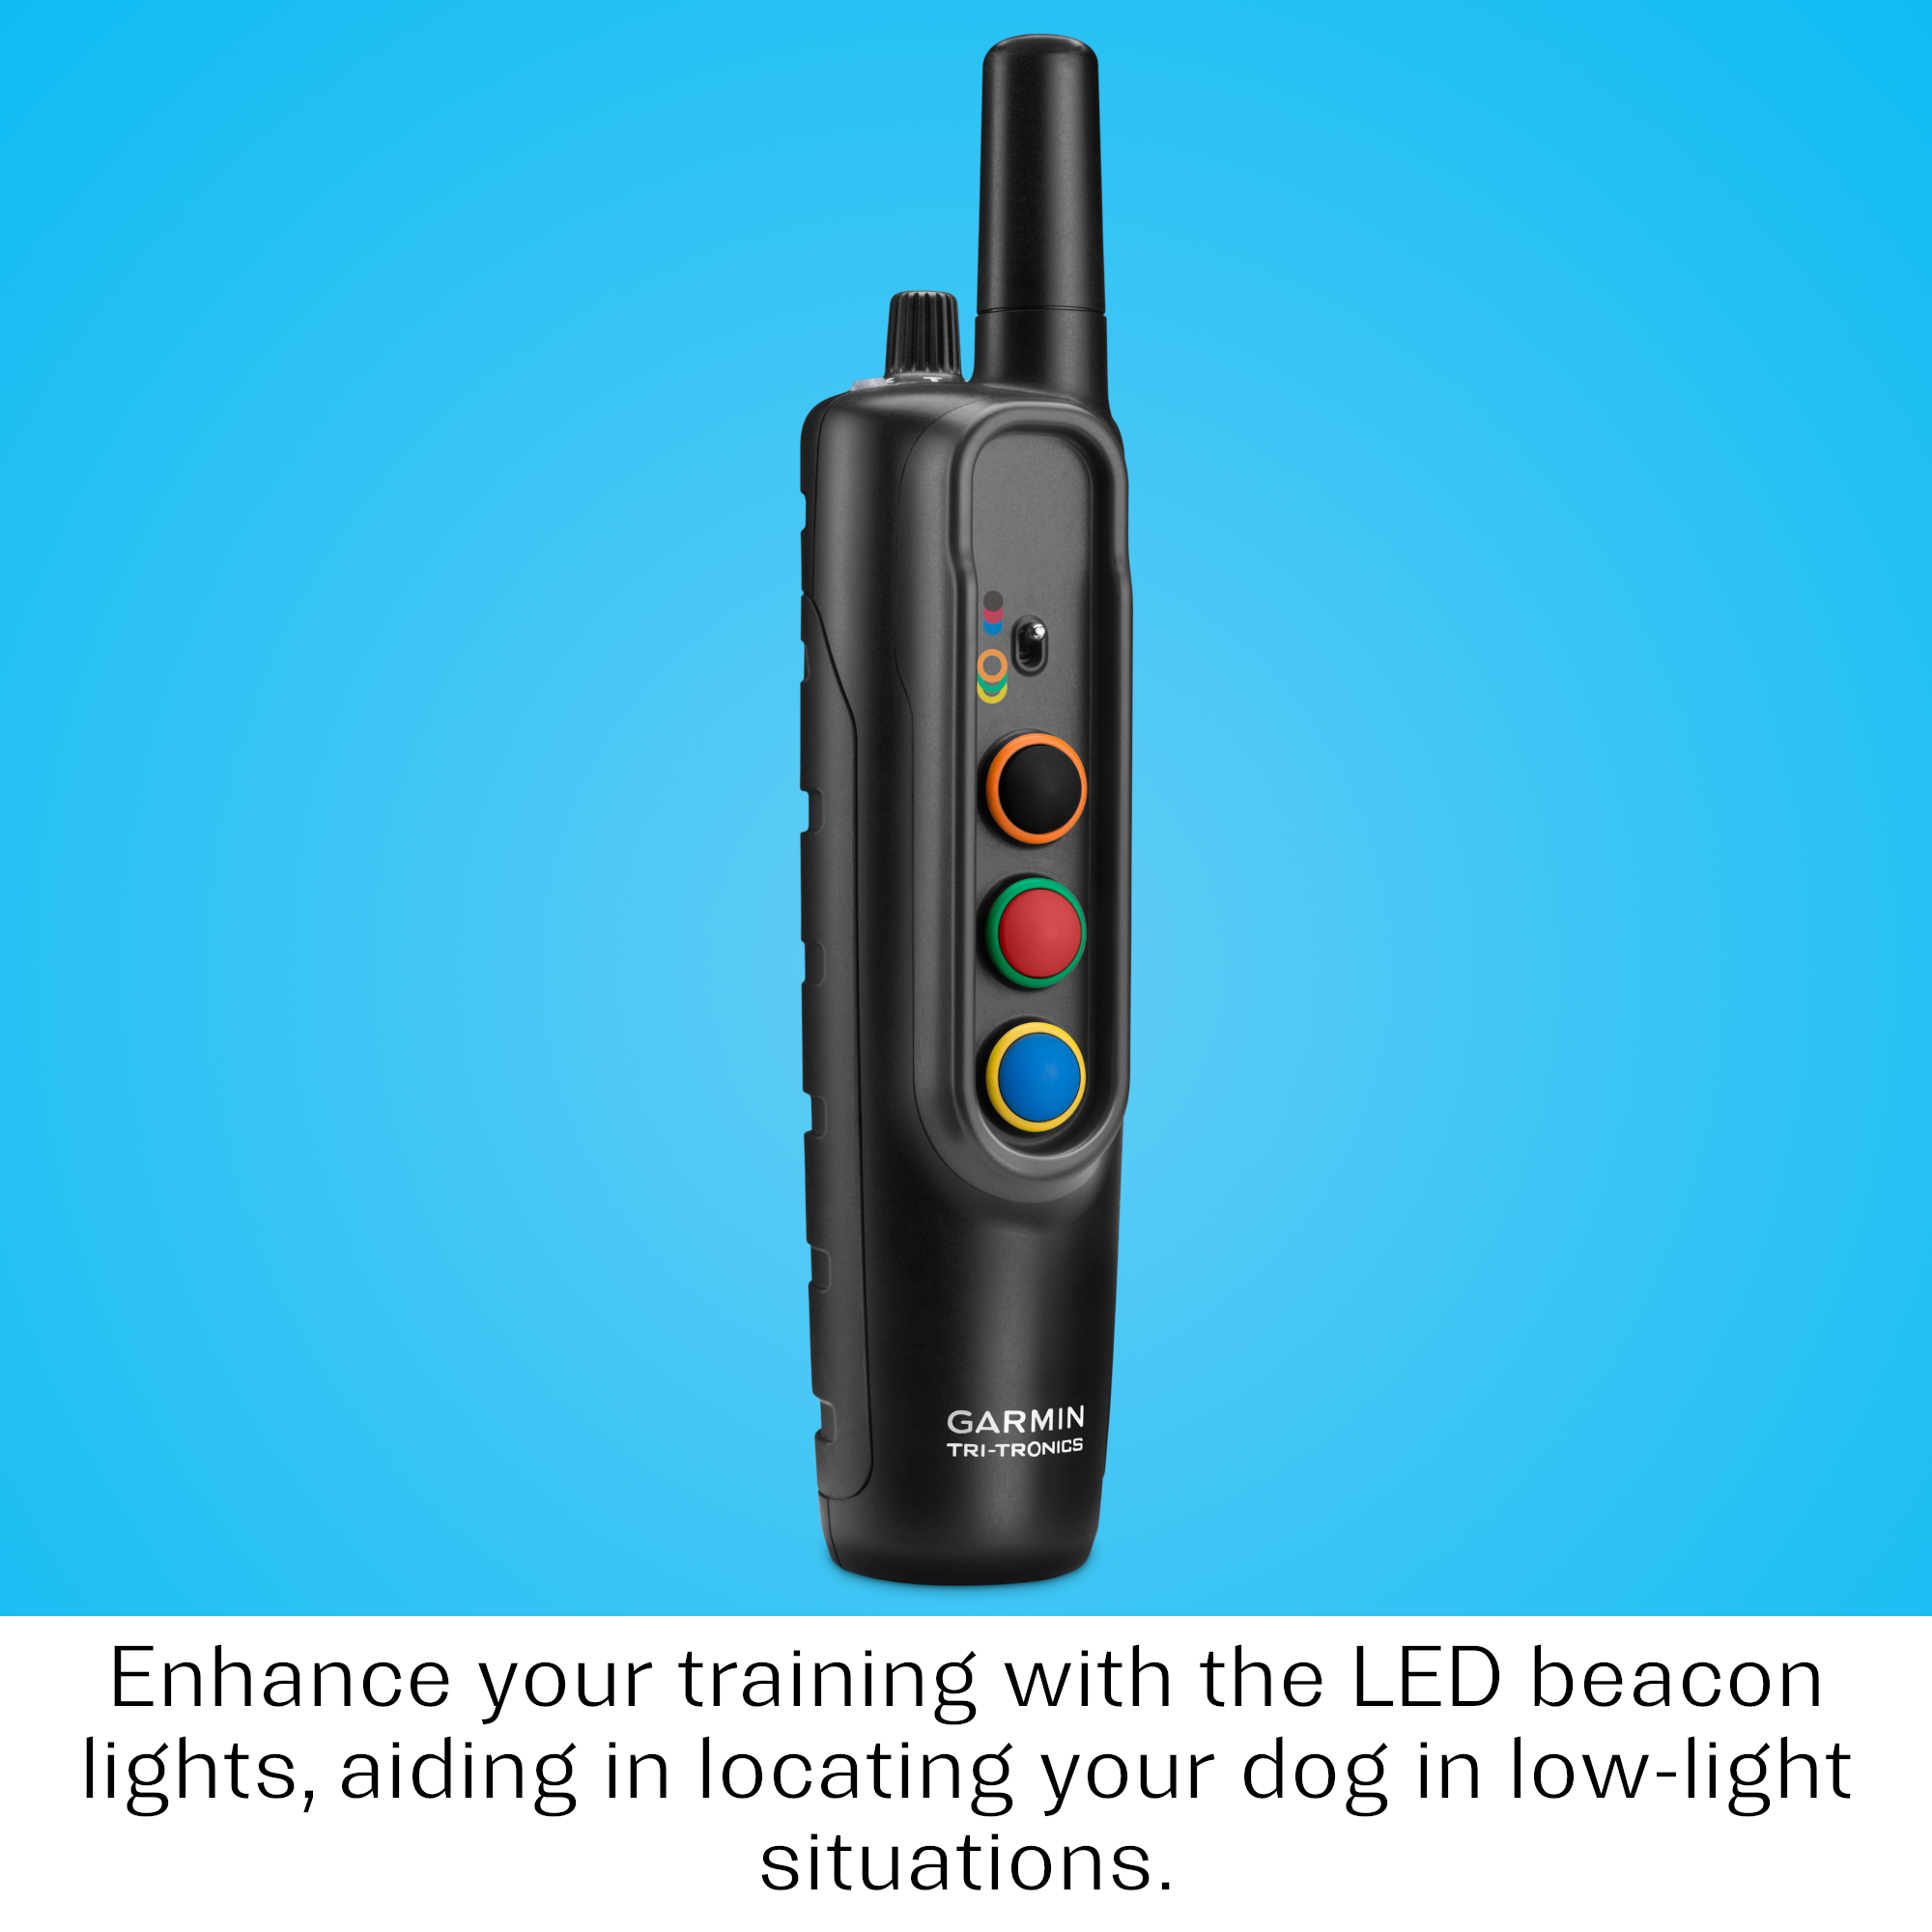 T
GARMIN
TRI-TRONICS
Enhance your training with the LED beacon
lights, aiding in locating your dog in low-light
situations.